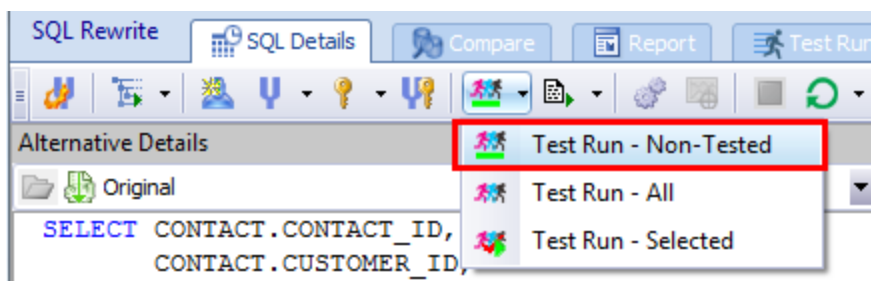 SQL Rewrite
SQL Details
Compare
Report
Test Run
Alternative Details
Test Run - Non-Tested
Original
Test Run - All
SELECT CONTACT.CONTACT_ID,
Test Run - Selected
CONTACT.CUSTOMER_ID,